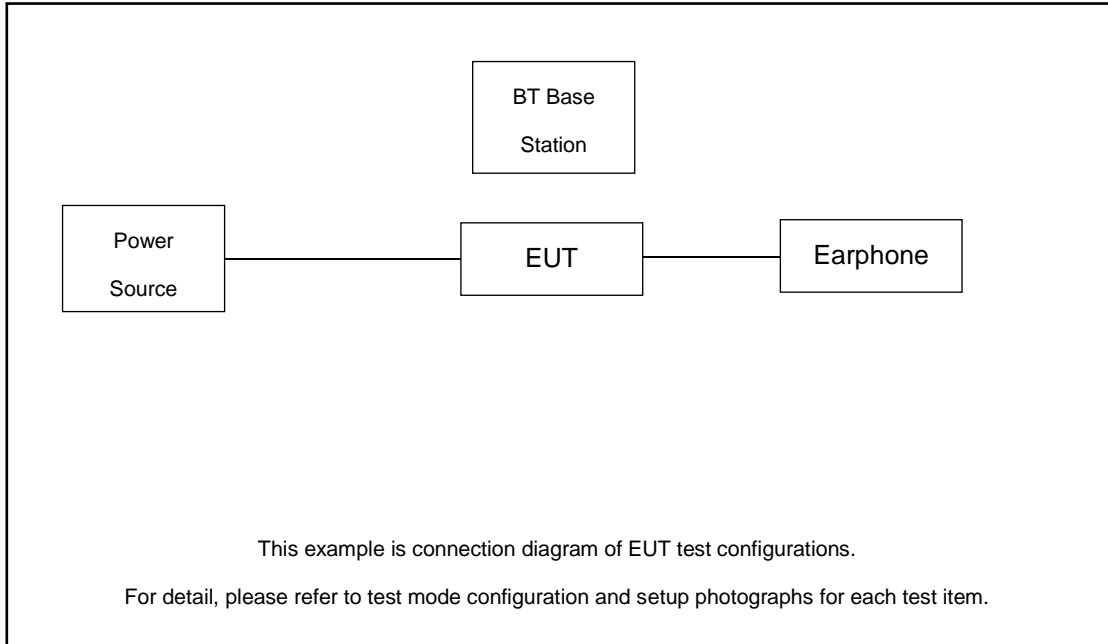 BT Base
Station
Power
Source
EUT
Earphone
This example is connection diagram of EUT test configurations.
For detail, please refer to test mode configuration and setup photographs for each test item.